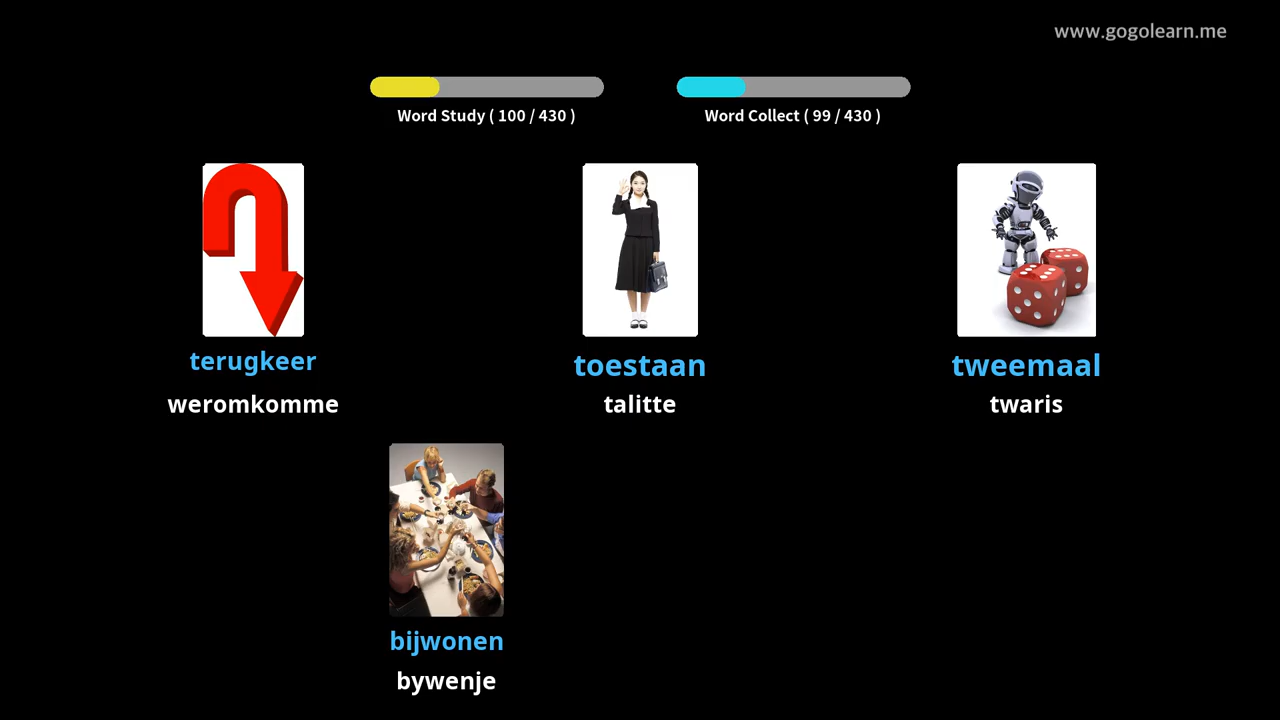 www.gogolearn.me
Word Study ( 100 / 430 )
Word Collect ( 99 / 430 )
terugkeer
weromkomme
toestaan
talitte
tweemaal
twaris
bijwonen
bywenje